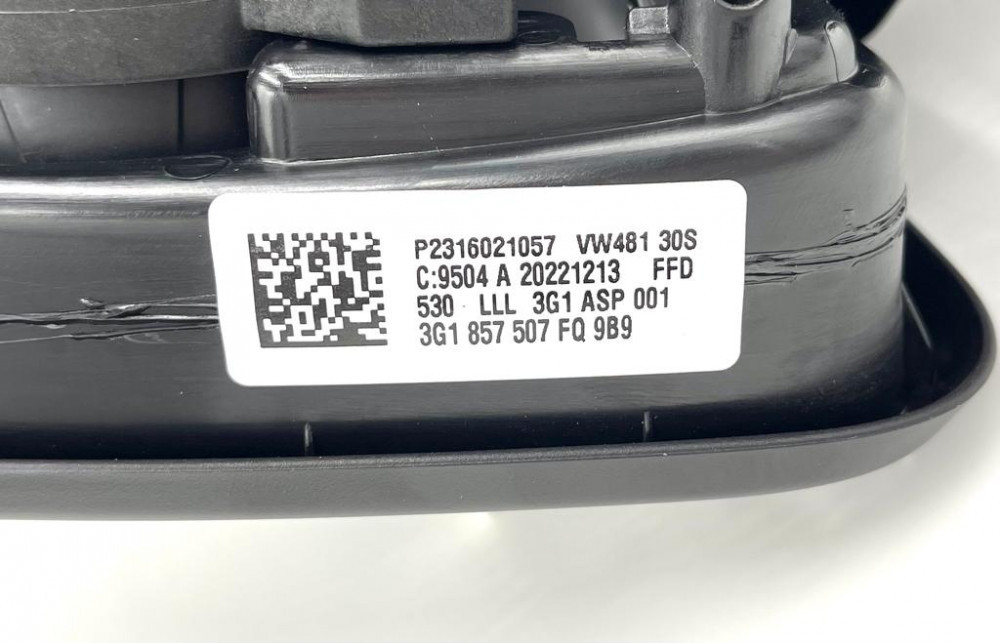 P2316021057 VW481 30S
C:9504 A 20221213 FFD
530 LLL 3G1 ASP 001
3G1 857 507 FQ 9B9